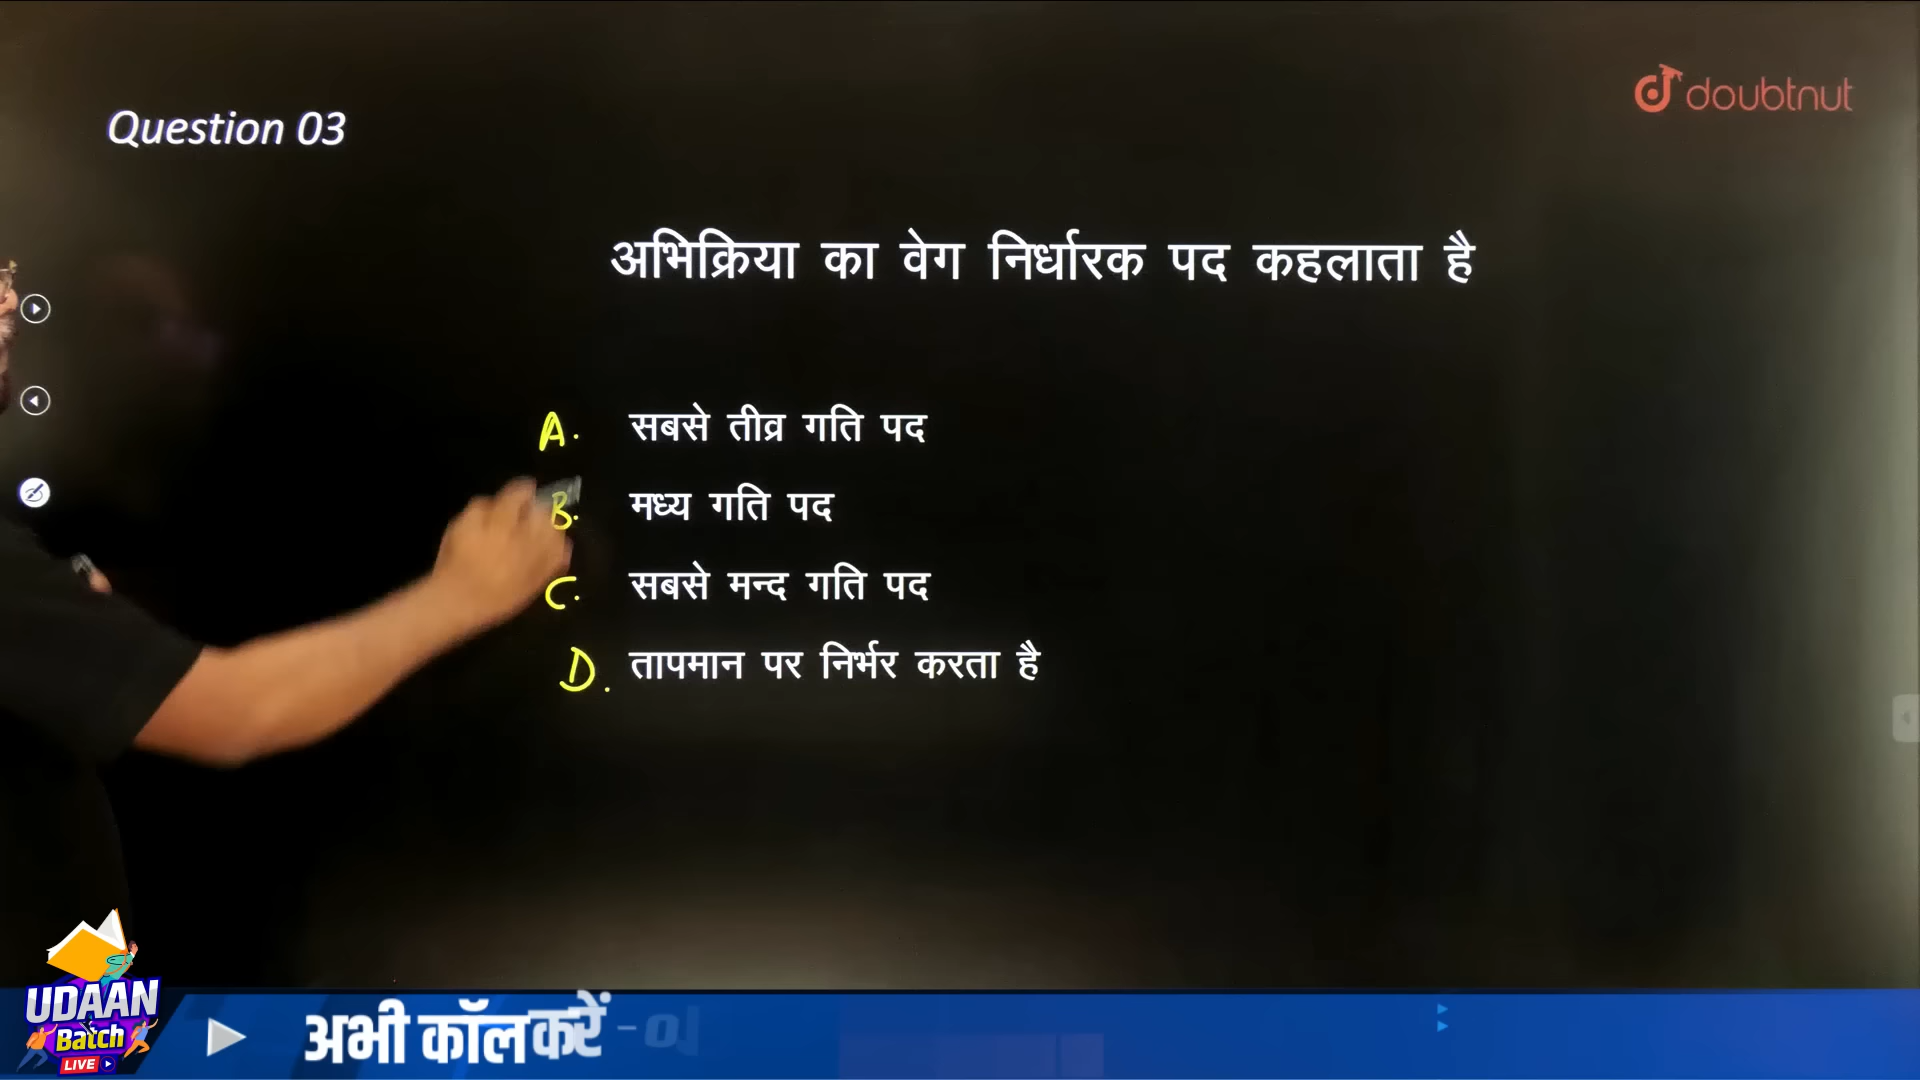 doubtnut
Question 03
अभिक्रिया का वेग निर्धारक पद कहलाता है
A. सबसे तीव्र गति पद
B. मध्य गति पद
C. सबसे मन्द गति पद
D. तापमान पर निर्भर करता है
UDAAN
Batch
LIVE
अभी कॉल करें -